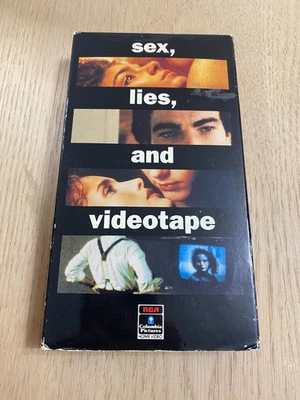 sex,
lies,
and
videotape
RCA
Columbia
Pictures
HOME VIDEO